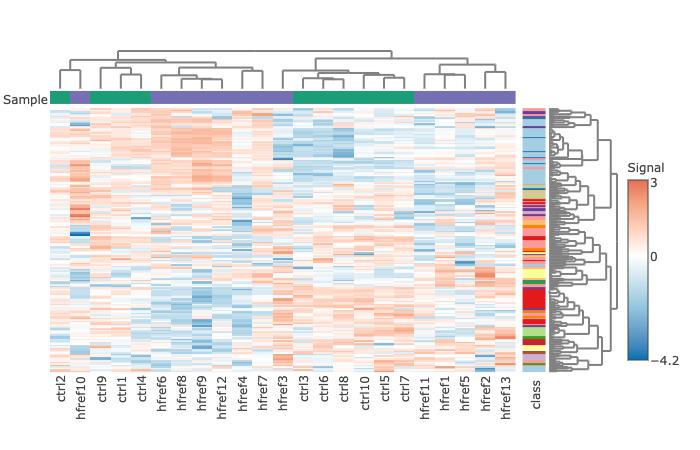 Sample
Signal
3
0
−4.2
ctrl2
hfref10
ctrl9
ctrl1
ctrl4
hfref6
hfref8
hfref9
hfref12
hfref4
hfref7
hfref3
ctrl3
ctrl6
ctrl8
ctrl10
ctrl5
ctrl7
hfref11
hfref1
hfref5
hfref2
hfref13
class